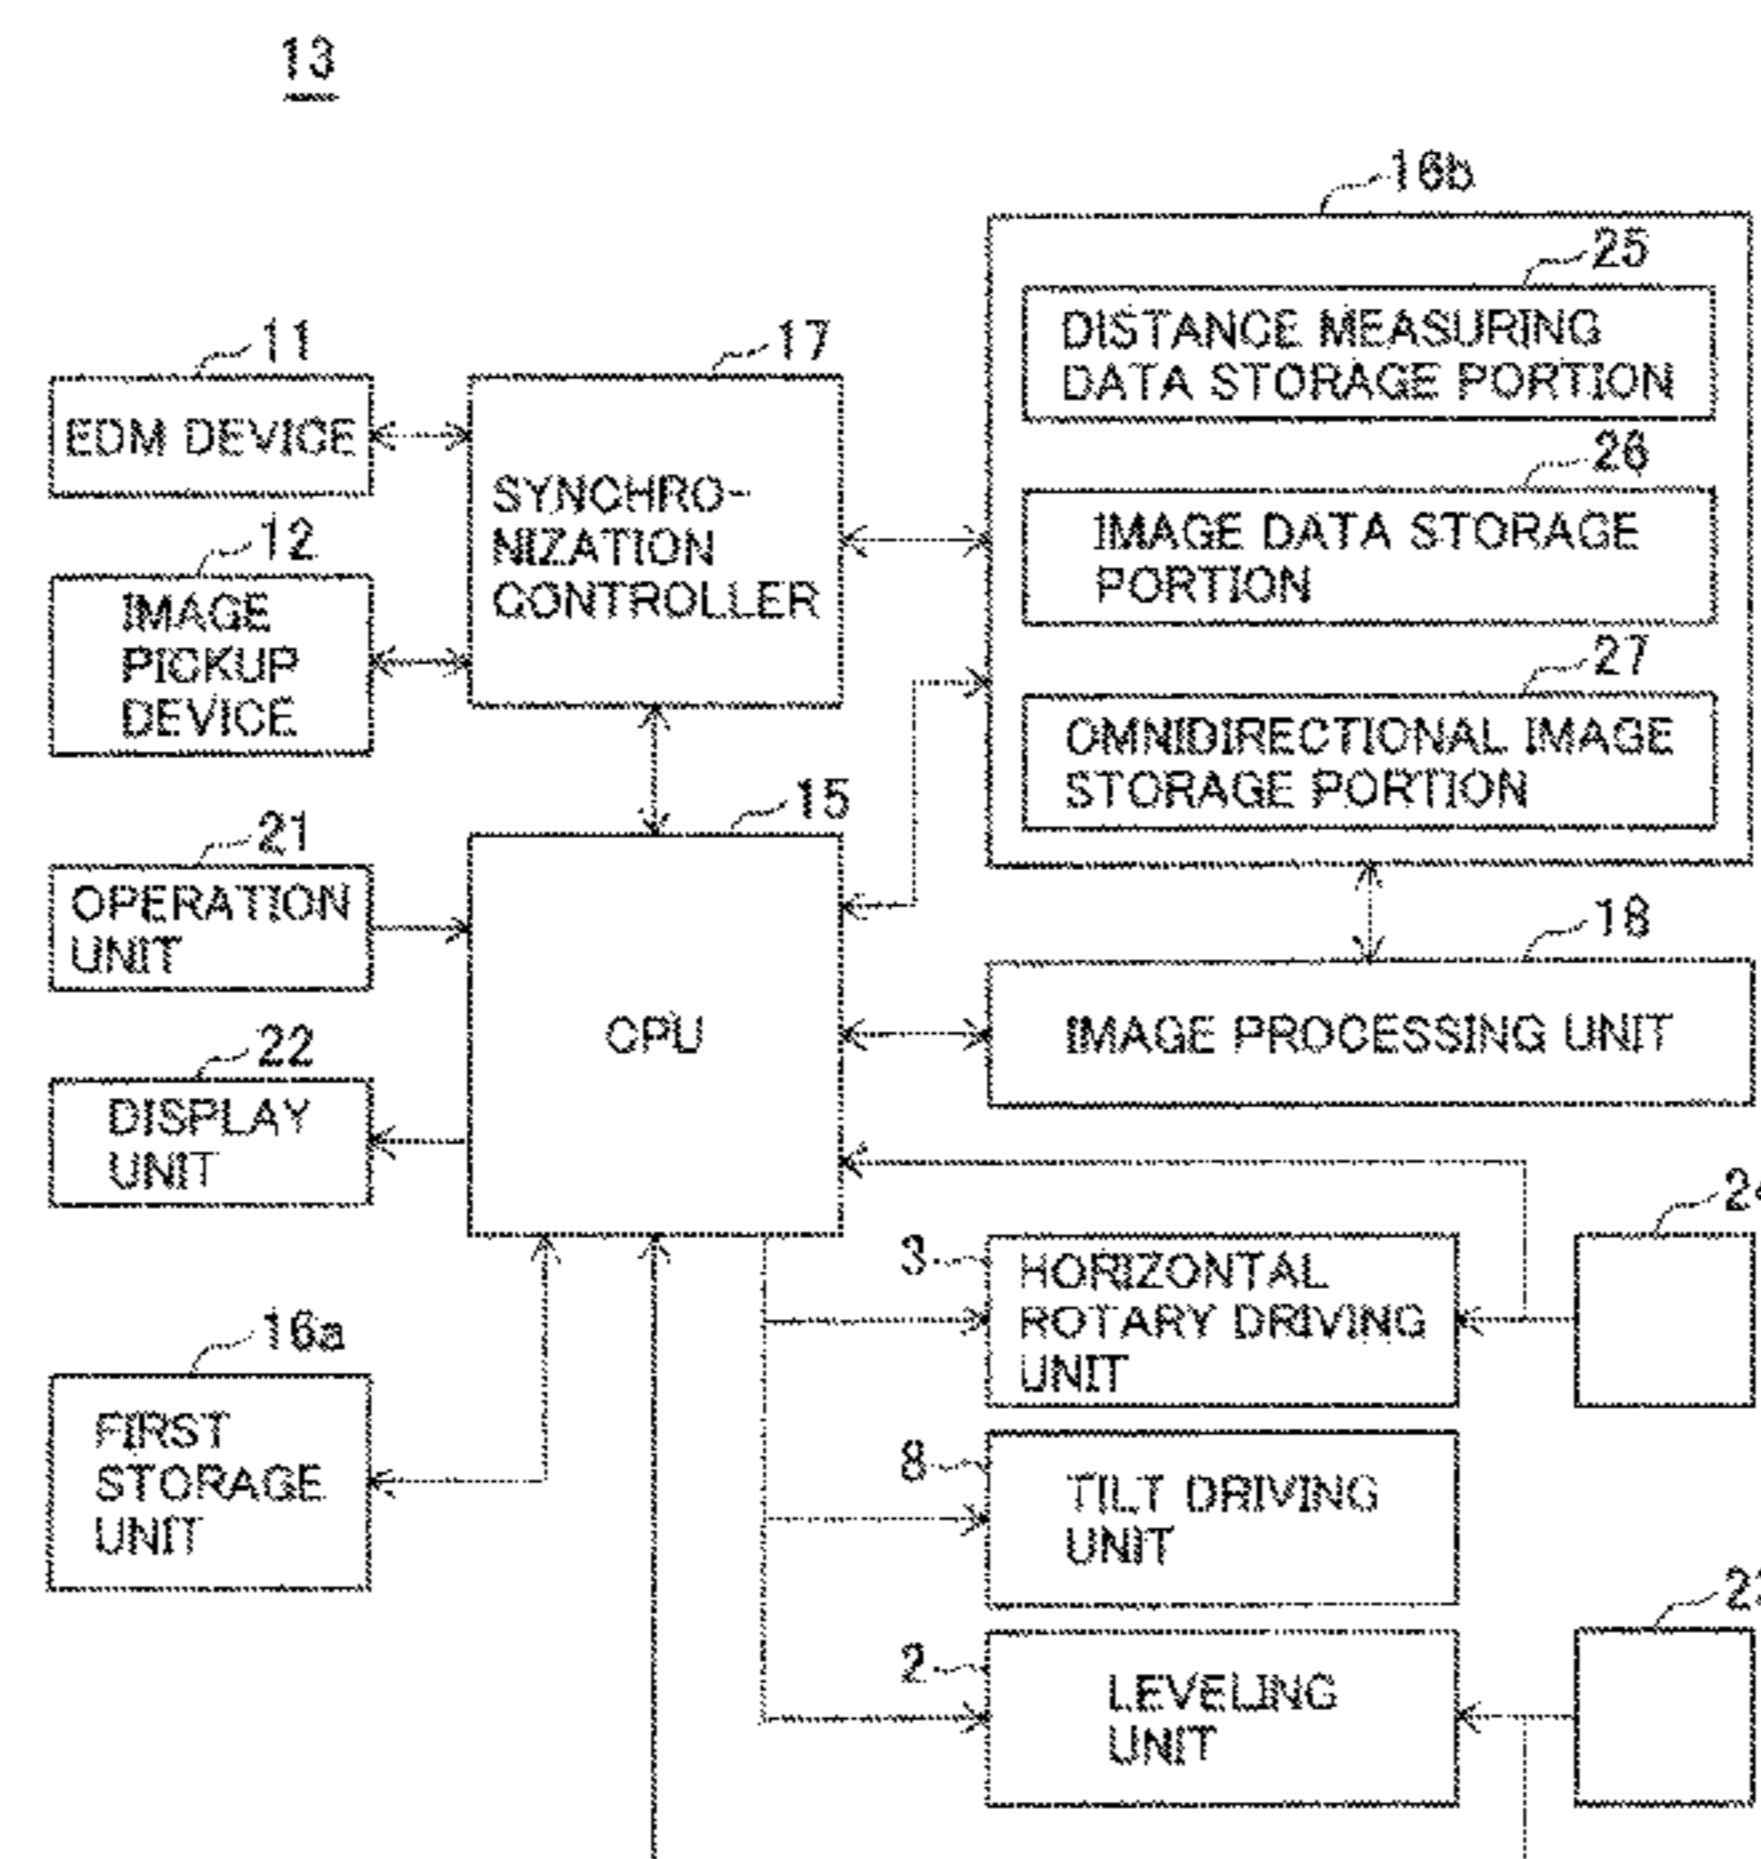 13
16b
25
DISTANCE MEASURING
DATA STORAGE PORTION
11
EDM DEVICE
17
SYNCHRO-
NIZATION
CONTROLLER
26
IMAGE DATA STORAGE
PORTION
12
IMAGE
PICKUP
DEVICE
27
OMNIDIRECTIONAL IMAGE
STORAGE PORTION
15
CPU
21
OPERATION
UNIT
18
IMAGE PROCESSING UNIT
22
DISPLAY
UNIT
24
3
HORIZONTAL
ROTARY DRIVING
UNIT
16a
FIRST
STORAGE
UNIT
8
TILT DRIVING
UNIT
23
2
LEVELING
UNIT